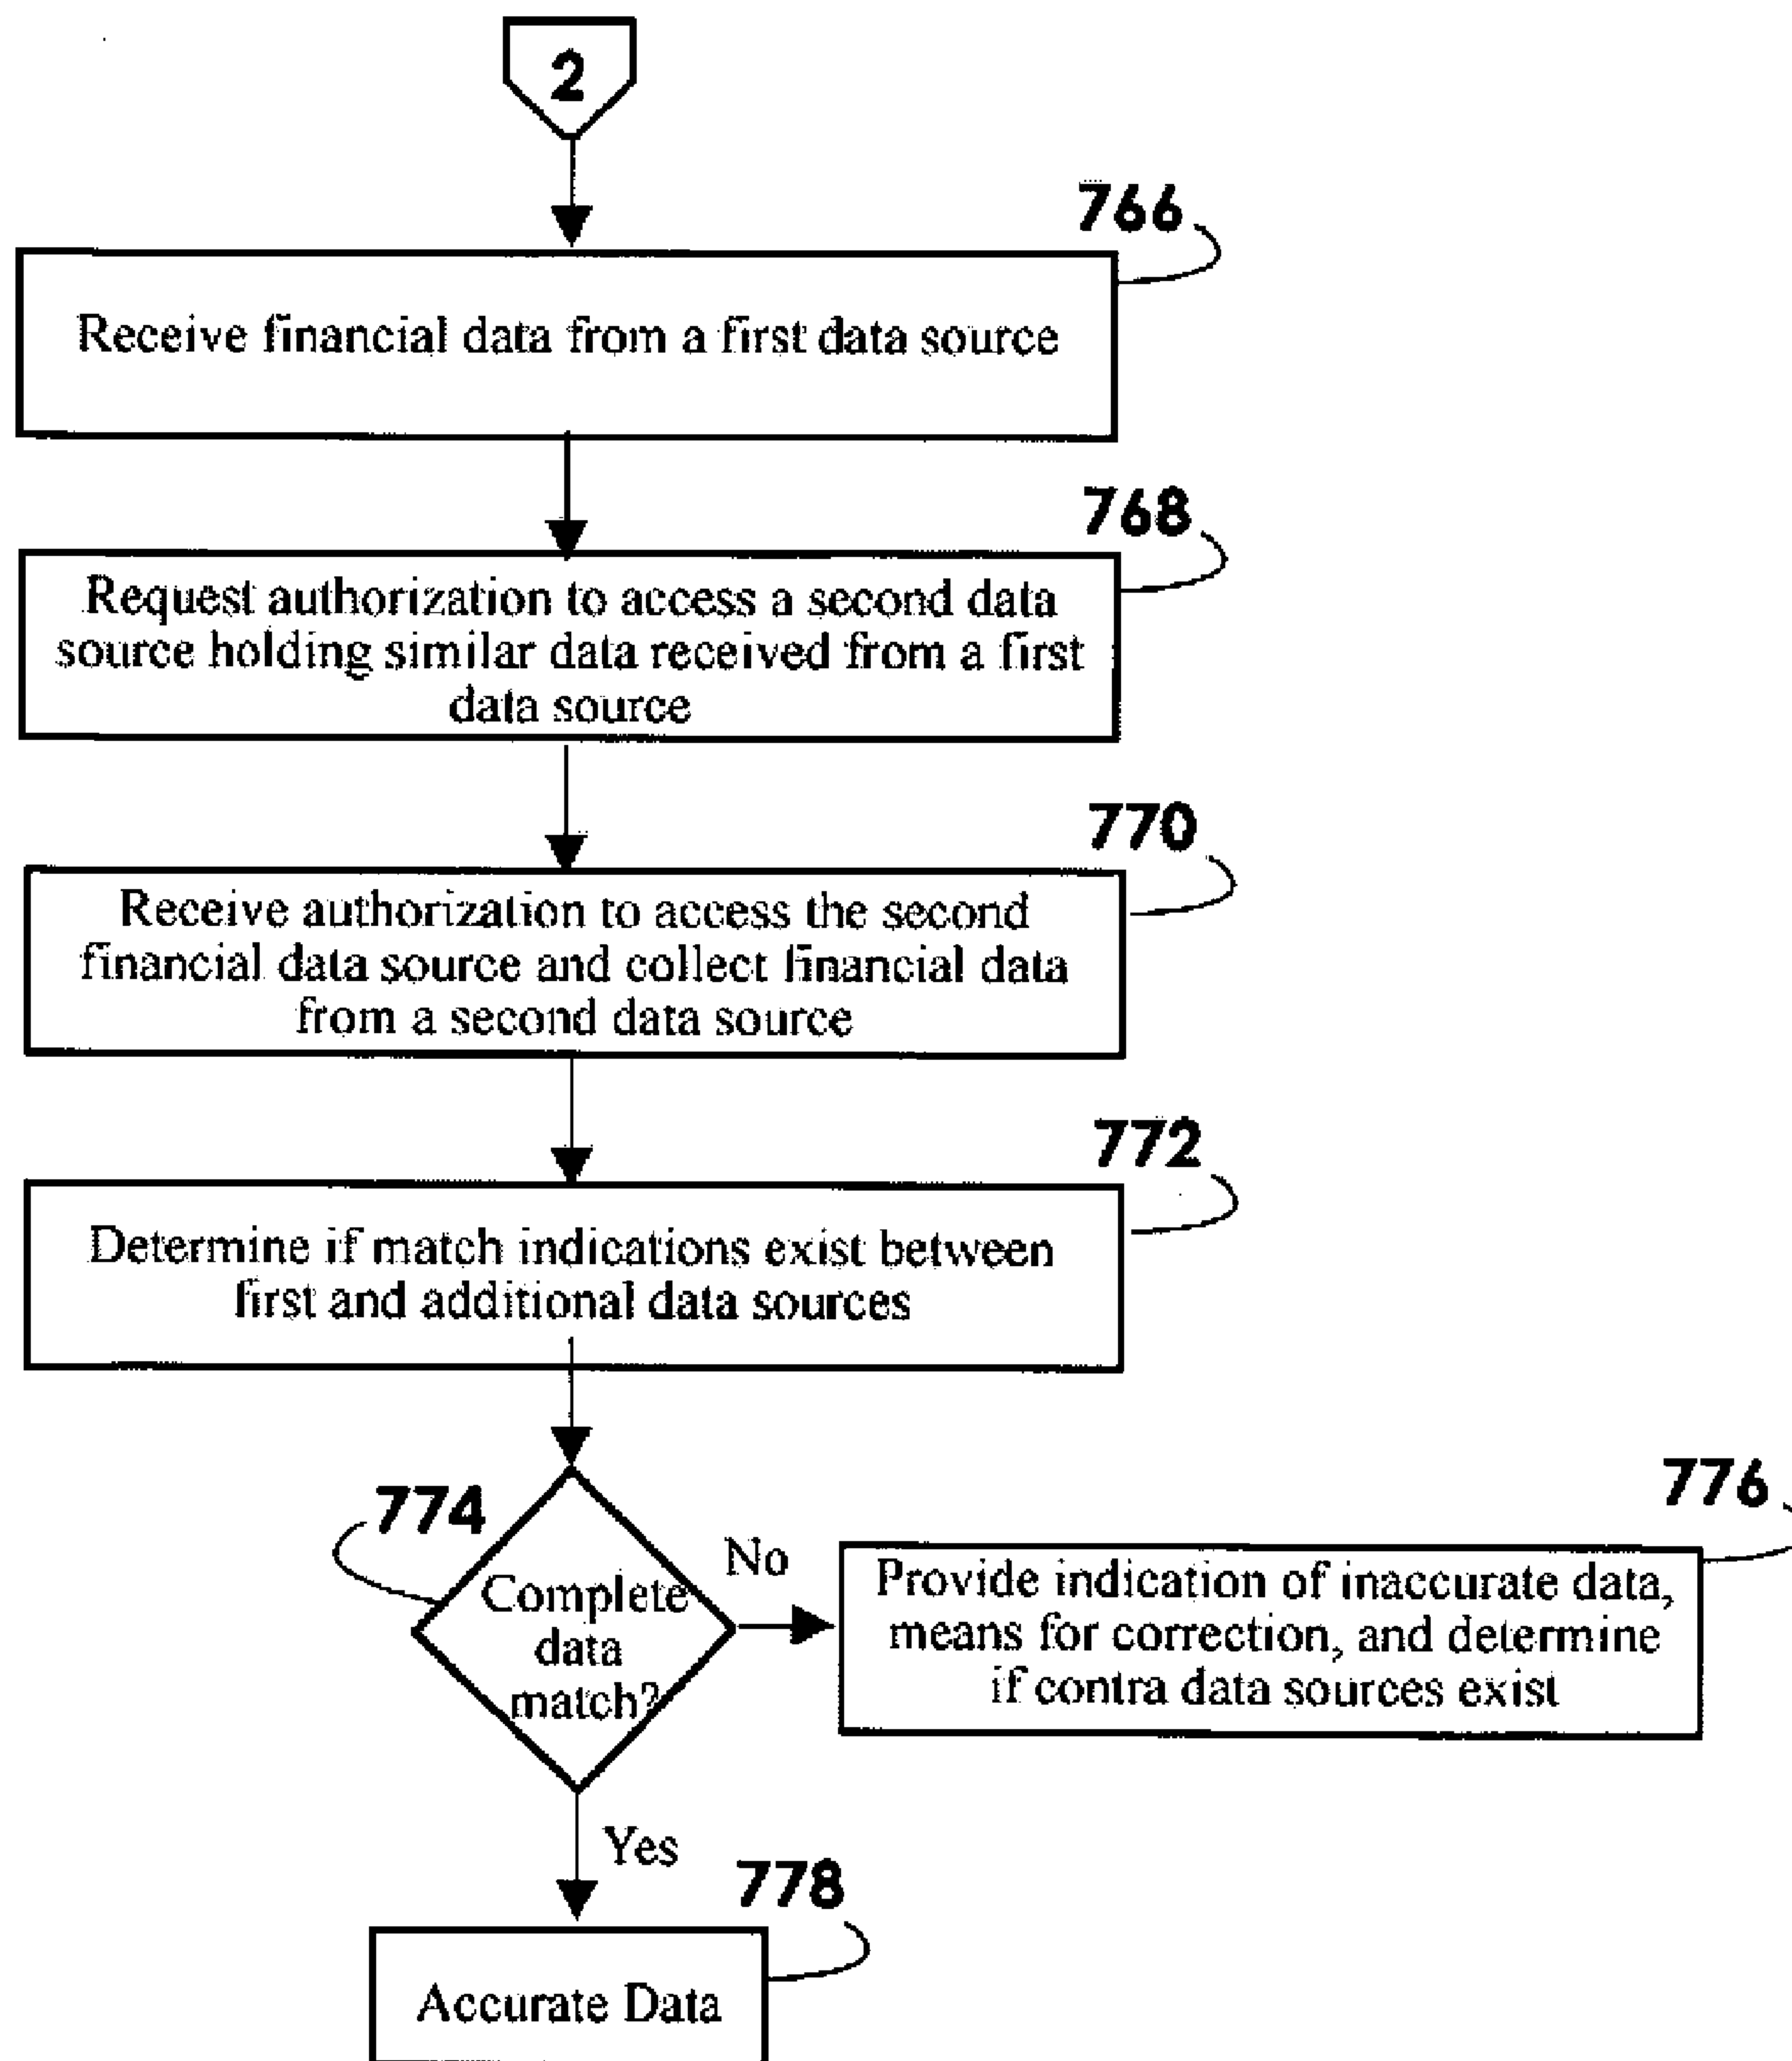 2
766
Receive financial data from a first data source
768
Request authorization to access a second data
source holding similar data received from a first
data source
770
Receive authorization to access the second
financial data source and collect financial data
from a second data source
772
Determine if match indications exist between
first and additional data sources
774
Complete
data
match?
No
776
Provide indication of inaccurate data,
means for correction, and determine
if contra data sources exist
Yes
778
Accurate Data